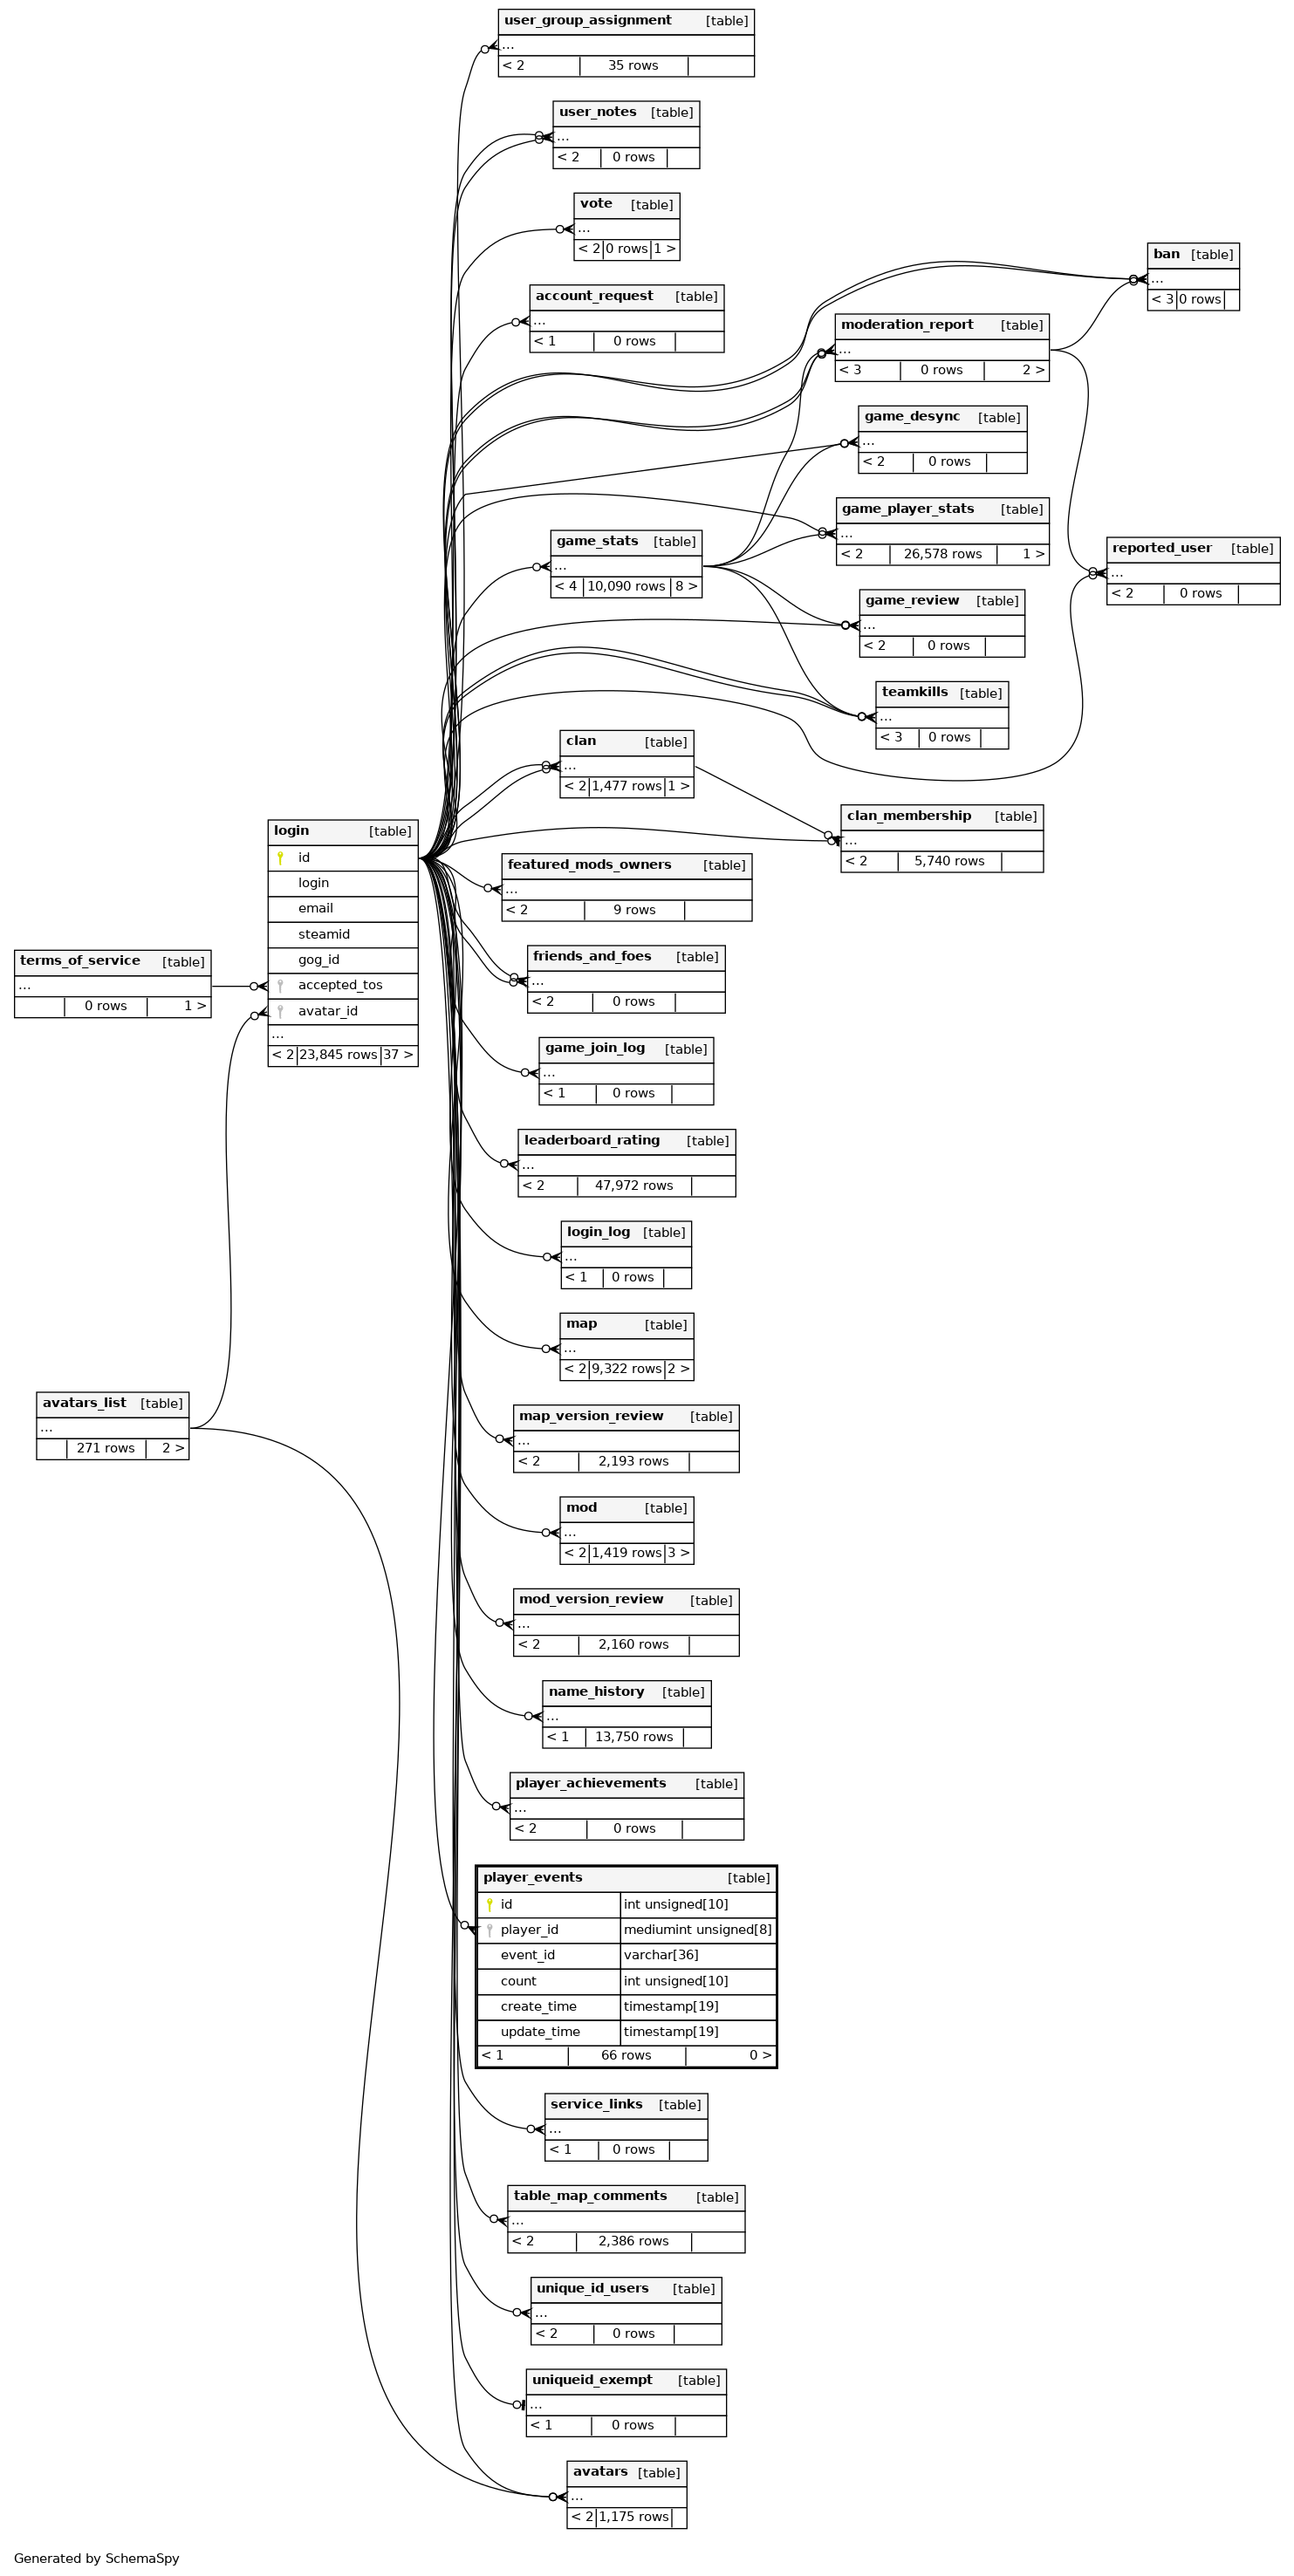 user_group_assignment [table]
...
< 2 35 rows
user_notes [table]
...
< 2 0 rows
vote [table]
...
< 2 0 rows 1 >
account_request [table]
...
< 1 0 rows
ban [table]
...
< 3 0 rows
moderation_report [table]
...
< 3 0 rows 2 >
game_desync [table]
...
< 2 0 rows
game_player_stats [table]
...
< 2 26,578 rows 1 >
game_stats [table]
...
< 4 10,090 rows 8 >
reported_user [table]
...
< 2 0 rows
game_review [table]
...
< 2 0 rows
teamkills [table]
...
< 3 0 rows
clan [table]
...
< 2 1,477 rows 1 >
clan_membership [table]
...
< 2 5,740 rows
login [table]
id
login
email
steamid
gog_id
accepted_tos
avatar_id
...
< 2 23,845 rows 37 >
terms_of_service [table]
...
0 rows 1 >
featured_mods_owners [table]
...
< 2 9 rows
friends_and_foes [table]
...
< 2 0 rows
game_join_log [table]
...
< 1 0 rows
leaderboard_rating [table]
...
< 2 47,972 rows
login_log [table]
...
< 1 0 rows
map [table]
...
< 2 9,322 rows 2 >
avatars_list [table]
...
271 rows 2 >
map_version_review [table]
...
< 2 2,193 rows
mod [table]
...
< 2 1,419 rows 3 >
mod_version_review [table]
...
< 2 2,160 rows
name_history [table]
...
< 1 13,750 rows
player_achievements [table]
...
< 2 0 rows
player_events [table]
id int unsigned[10]
player_id mediumint unsigned[8]
event_id varchar[36]
count int unsigned[10]
create_time timestamp[19]
update_time timestamp[19]
< 1 66 rows 0 >
service_links [table]
...
< 1 0 rows
table_map_comments [table]
...
< 2 2,386 rows
unique_id_users [table]
...
< 2 0 rows
uniqueid_exempt [table]
...
< 1 0 rows
avatars [table]
...
< 2 1,175 rows
Generated by SchemaSpy